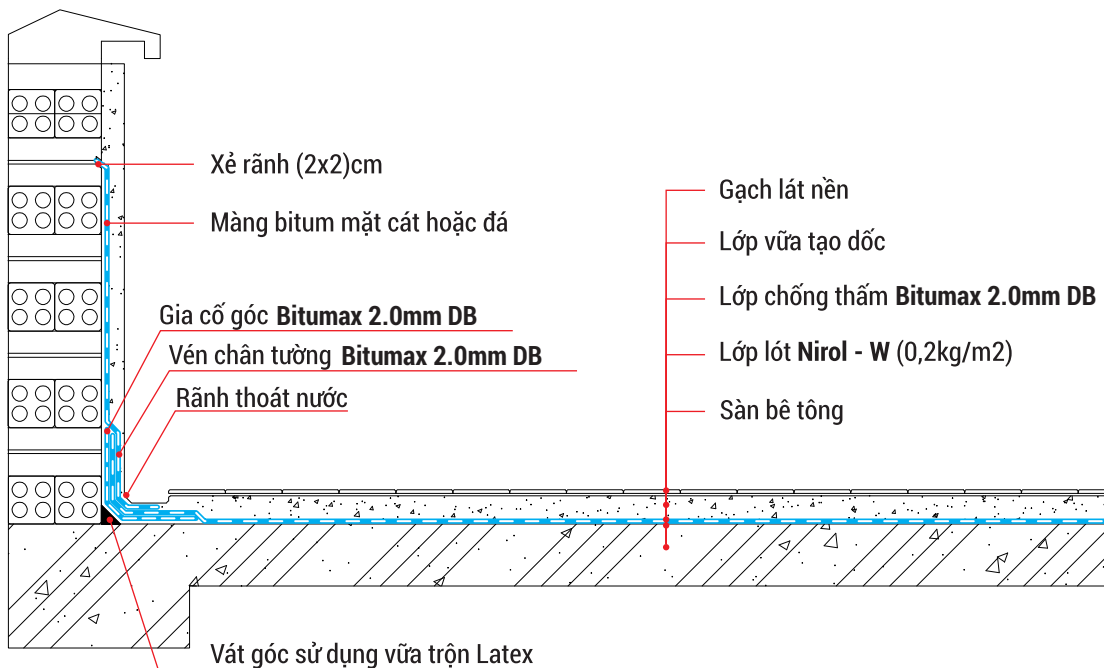 Xẻ rãnh (2x2)cm
Màng bitum mặt cát hoặc đá
Gia cố góc Bitumax 2.0mm DB
Vén chân tường Bitumax 2.0mm DB
Rãnh thoát nước
Gạch lát nền
Lớp vữa tạo dốc
Lớp chống thấm Bitumax 2.0mm DB
Lớp lót Nirol - W (0,2kg/m2)
Sàn bê tông
Vát góc sử dụng vữa trộn Latex